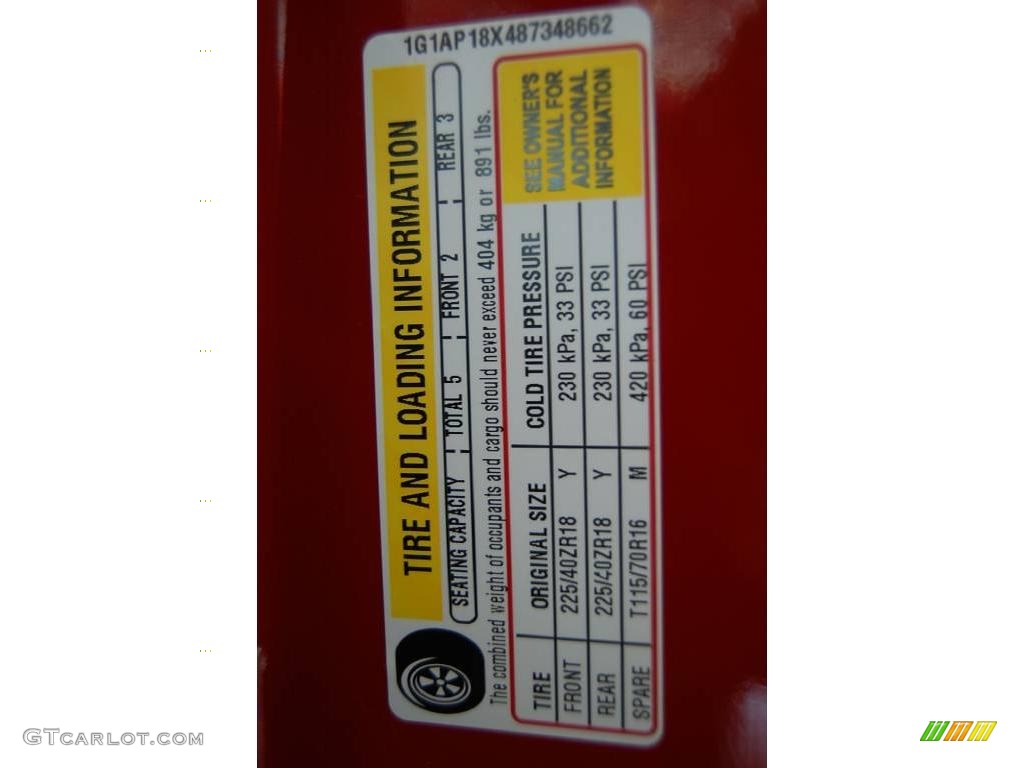 1G1AP18X487348662
TIRE AND LOADING INFORMATION
SEATING CAPACITY TOTAL 5 FRONT 2 REAR 3
The combined weight of occupants and cargo should never exceed 404 kg or 891 lbs.
TIRE ORIGINAL SIZE COLD TIRE PRESSURE
FRONT 225/40ZR18 Y 230 kPa, 33 PSI
REAR 225/40ZR18 Y 230 kPa, 33 PSI
SPARE T115/70R16 M 420 kPa, 60 PSI
SEE OWNER'S
MANUAL FOR
ADDITIONAL
INFORMATION
GTCARLOT.COM